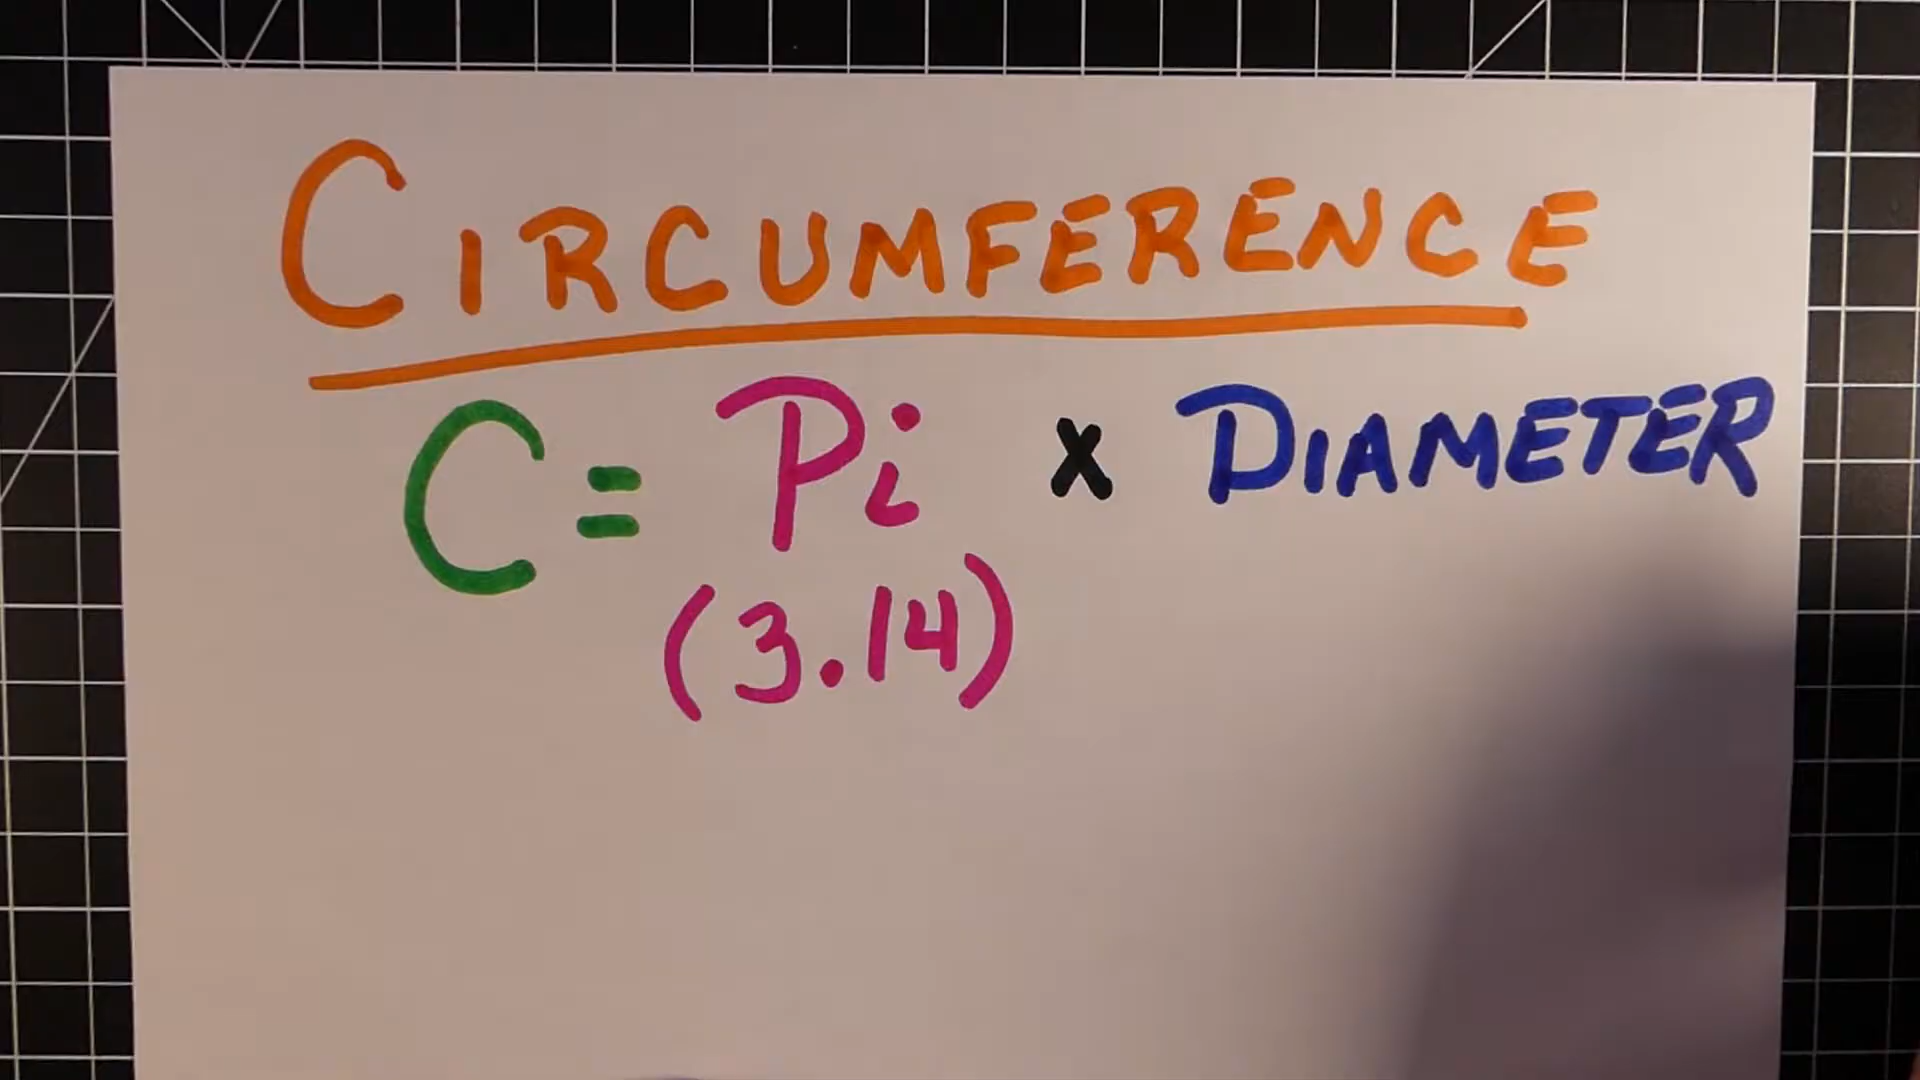 CIRCUMFERENCE
C = Pi x DIAMETER
(3.14)